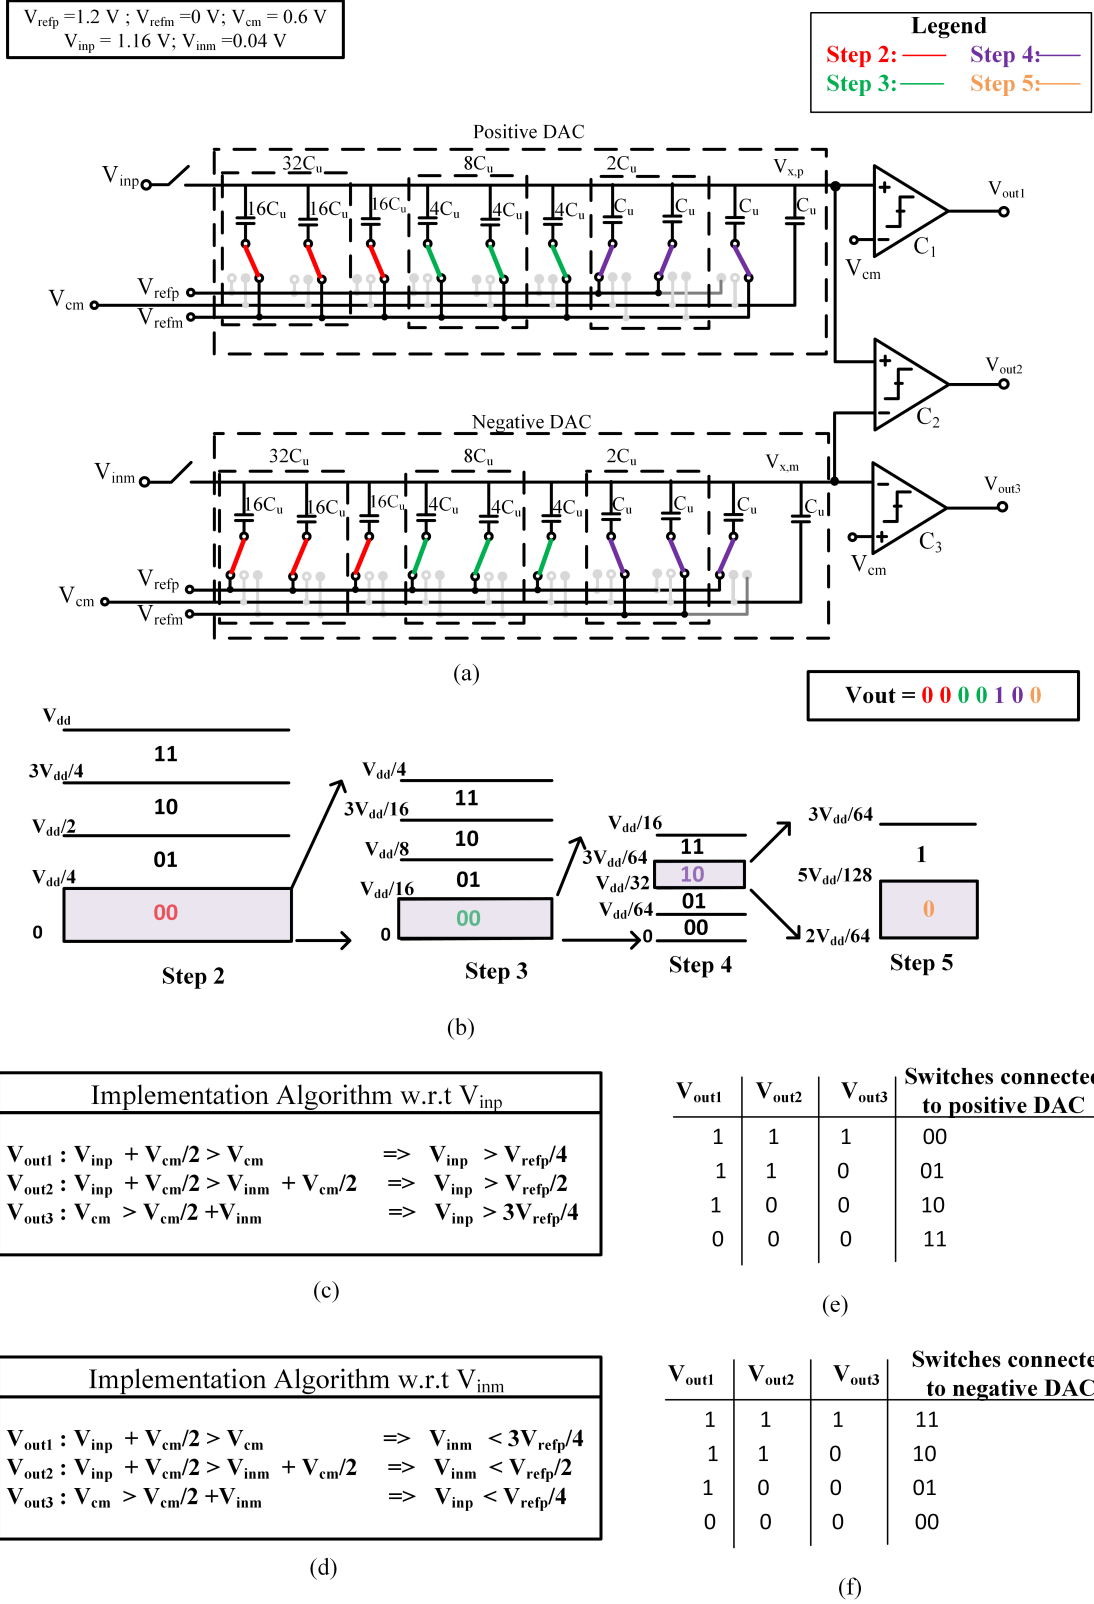 Vrefp =1.2 V ; Vrefm =0 V; Vcm = 0.6 V
Vinp = 1.16 V; Vinm =0.04 V
Legend
Step 2: Step 4:
Step 3: Step 5:
Positive DAC
Vinp 32Cu 8Cu 2Cu Vx,p
16Cu 16Cu 16Cu 4Cu 4Cu 4Cu Cu Cu Cu Cu
Vrefp
Vcm
Vrefm
+ − C1 Vout1
Vcm
+ − C2 Vout2
Negative DAC
Vinm 32Cu 8Cu 2Cu Vx,m
16Cu 16Cu 16Cu 4Cu 4Cu 4Cu Cu Cu Cu Cu
− + C3 Vout3
Vcm
Vrefp
Vcm
Vrefm
(a)
Vout = 0 0 0 0 1 0 0
Vdd
11
3Vdd/4
10
Vdd/2
01
Vdd/4
00
0
Step 2
Vdd/4
11
3Vdd/16
10
Vdd/8
01
Vdd/16
00
0
Step 3
Vdd/16
11
3Vdd/64
10
Vdd/32
01
Vdd/64
00
0
Step 4
3Vdd/64
1
5Vdd/128
0
2Vdd/64
Step 5
(b)
Implementation Algorithm w.r.t Vinp
Vout1 : Vinp + Vcm/2 > Vcm => Vinp > Vrefp/4
Vout2 : Vinp + Vcm/2 > Vinm + Vcm/2 => Vinp > Vrefp/2
Vout3 : Vcm > Vcm/2 +Vinm => Vinp > 3Vrefp/4
(c)
Vout1 Vout2 Vout3 Switches connected
to positive DAC
1 1 1 00
1 1 0 01
1 0 0 10
0 0 0 11
(e)
Implementation Algorithm w.r.t Vinm
Vout1 : Vinp + Vcm/2 > Vcm => Vinm < 3Vrefp/4
Vout2 : Vinp + Vcm/2 > Vinm + Vcm/2 => Vinm < Vrefp/2
Vout3 : Vcm > Vcm/2 +Vinm => Vinp < Vrefp/4
(d)
Vout1 Vout2 Vout3 Switches connecte
to negative DAC
1 1 1 11
1 1 0 10
1 0 0 01
0 0 0 00
(f)